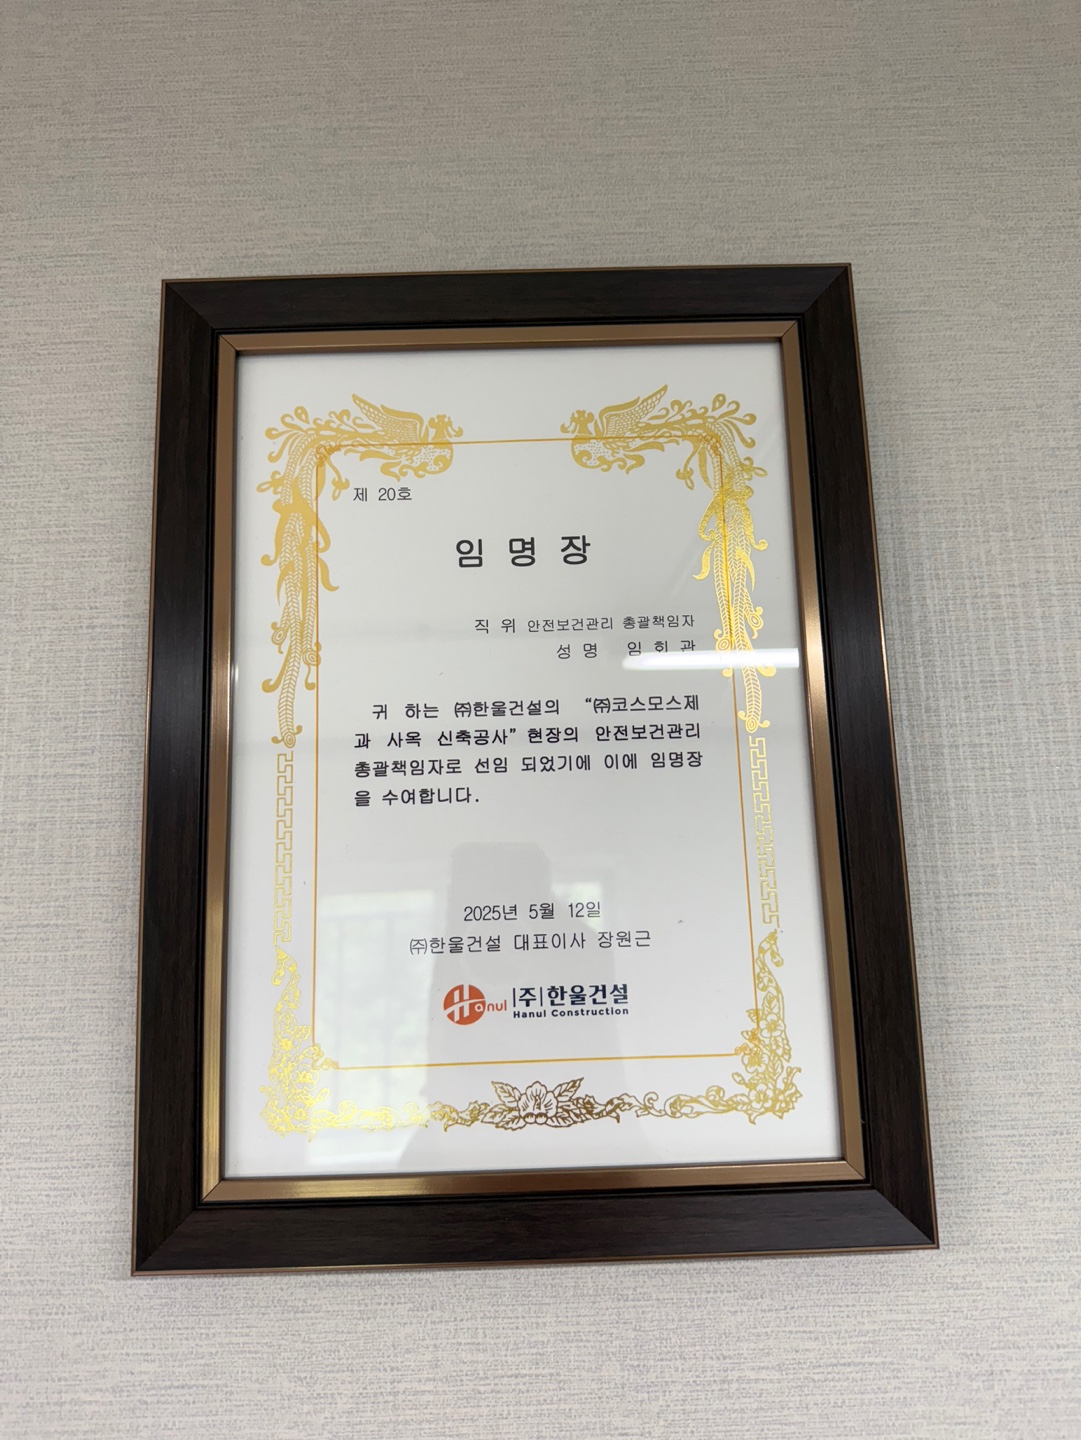 제 20호
임 명 장
직 위 안전보건관리 총괄책임자
성 명 임 회 관
귀 하는 ㈜한울건설의 “㈜코스모스제
과 사옥 신축공사” 현장의 안전보건관리
총괄책임자로 선임 되었기에 이에 임명장
을 수여합니다.
2025년 5월 12일
㈜한울건설 대표이사 장원근
Hanul |주| 한울건설
Hanul Construction